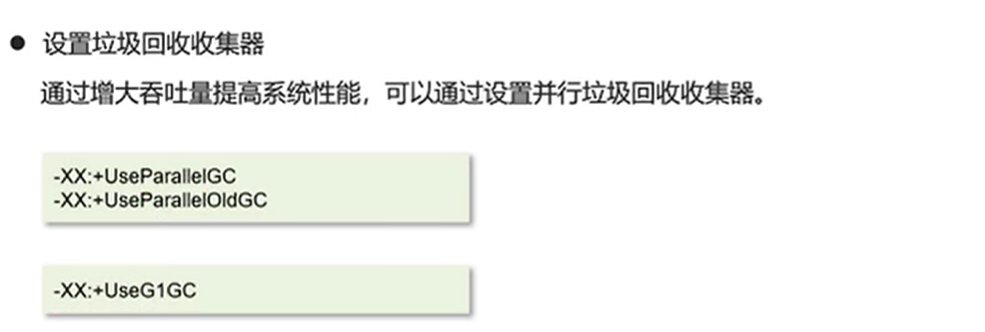 ● 设置垃圾回收收集器
通过增大吞吐量提高系统性能，可以通过设置并行垃圾回收收集器。
-XX:+UseParallelGC
-XX:+UseParallelOldGC
-XX:+UseG1GC